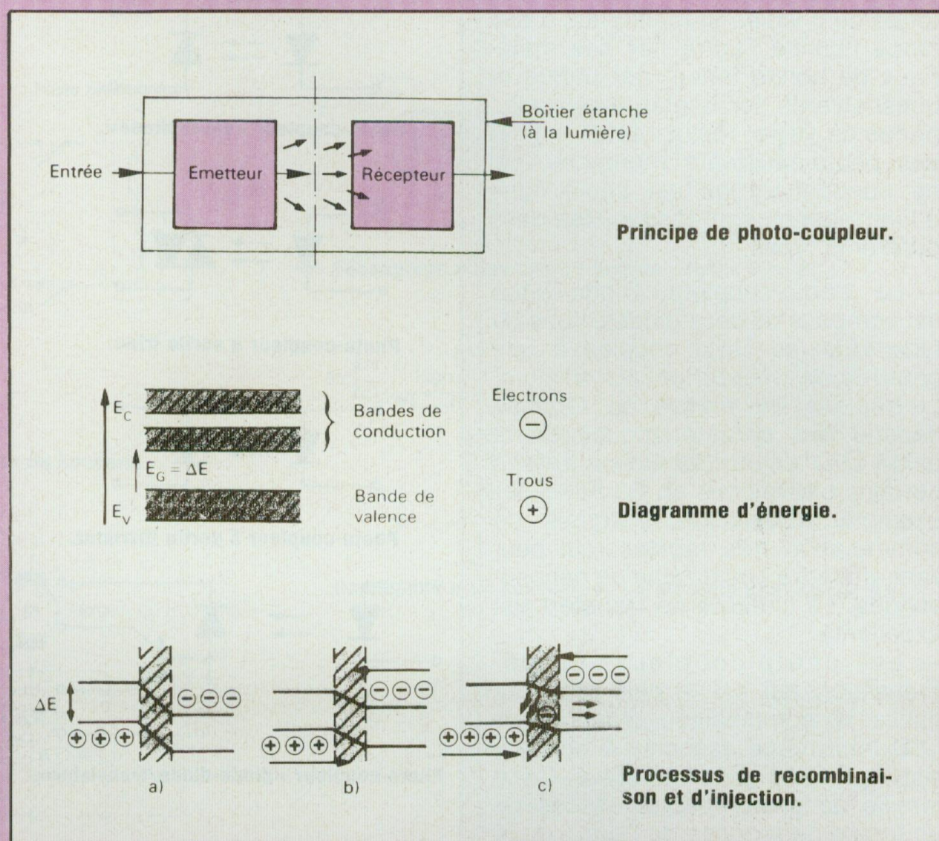 Boîtier étanche
(à la lumière)
Entrée
Emetteur
Récepteur
Principe de photo-coupleur.
E_C
Bandes de
conduction
E_G = ΔE
E_V
Bande de
valence
Electrons
⊖
Trous
⊕
Diagramme d'énergie.
ΔE
⊖ ⊖ ⊖
⊕ ⊕ ⊕
a)
⊖ ⊖ ⊖
⊕ ⊕ ⊕
b)
⊖ ⊖ ⊖
⊖
⊕ ⊕ ⊕ ⊕
c)
Processus de recombinai-
son et d'injection.